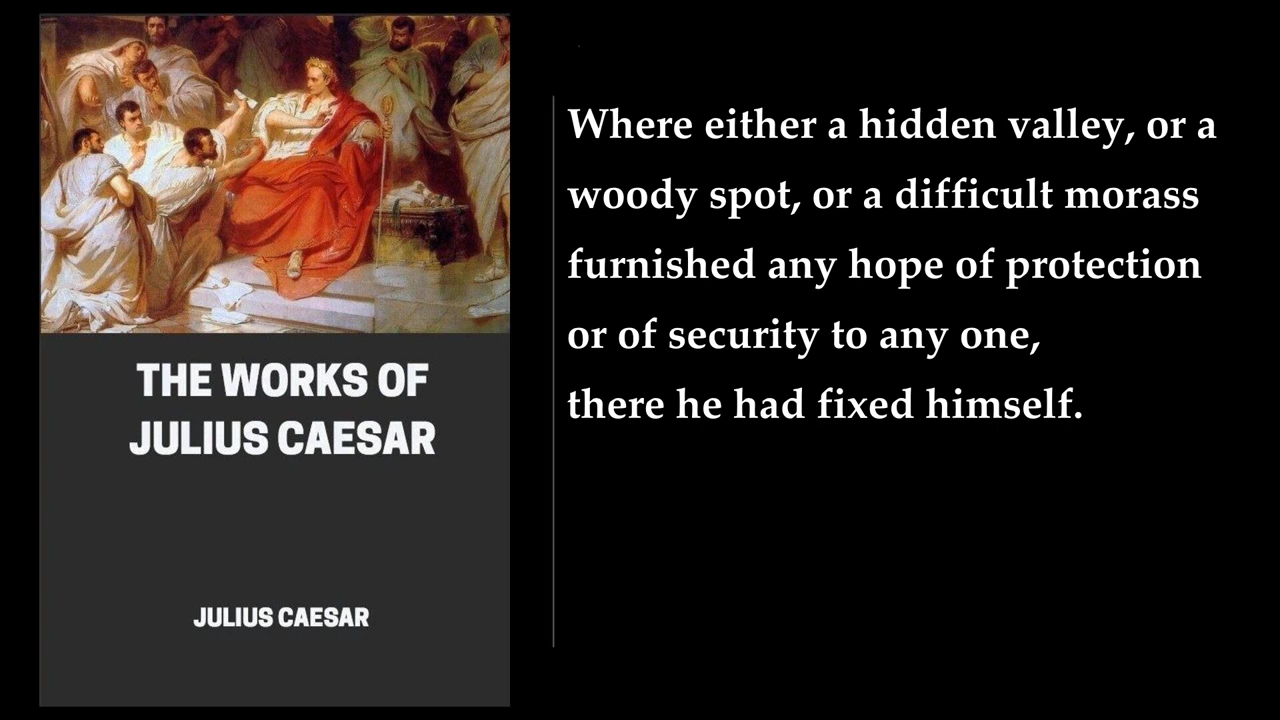 THE WORKS OF
JULIUS CAESAR
JULIUS CAESAR
Where either a hidden valley, or a
woody spot, or a difficult morass
furnished any hope of protection
or of security to any one,
there he had fixed himself.